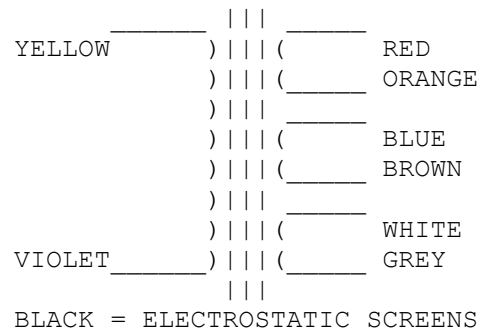 YELLOW RED
ORANGE
BLUE
BROWN
WHITE
VIOLET GREY
BLACK = ELECTROSTATIC SCREENS